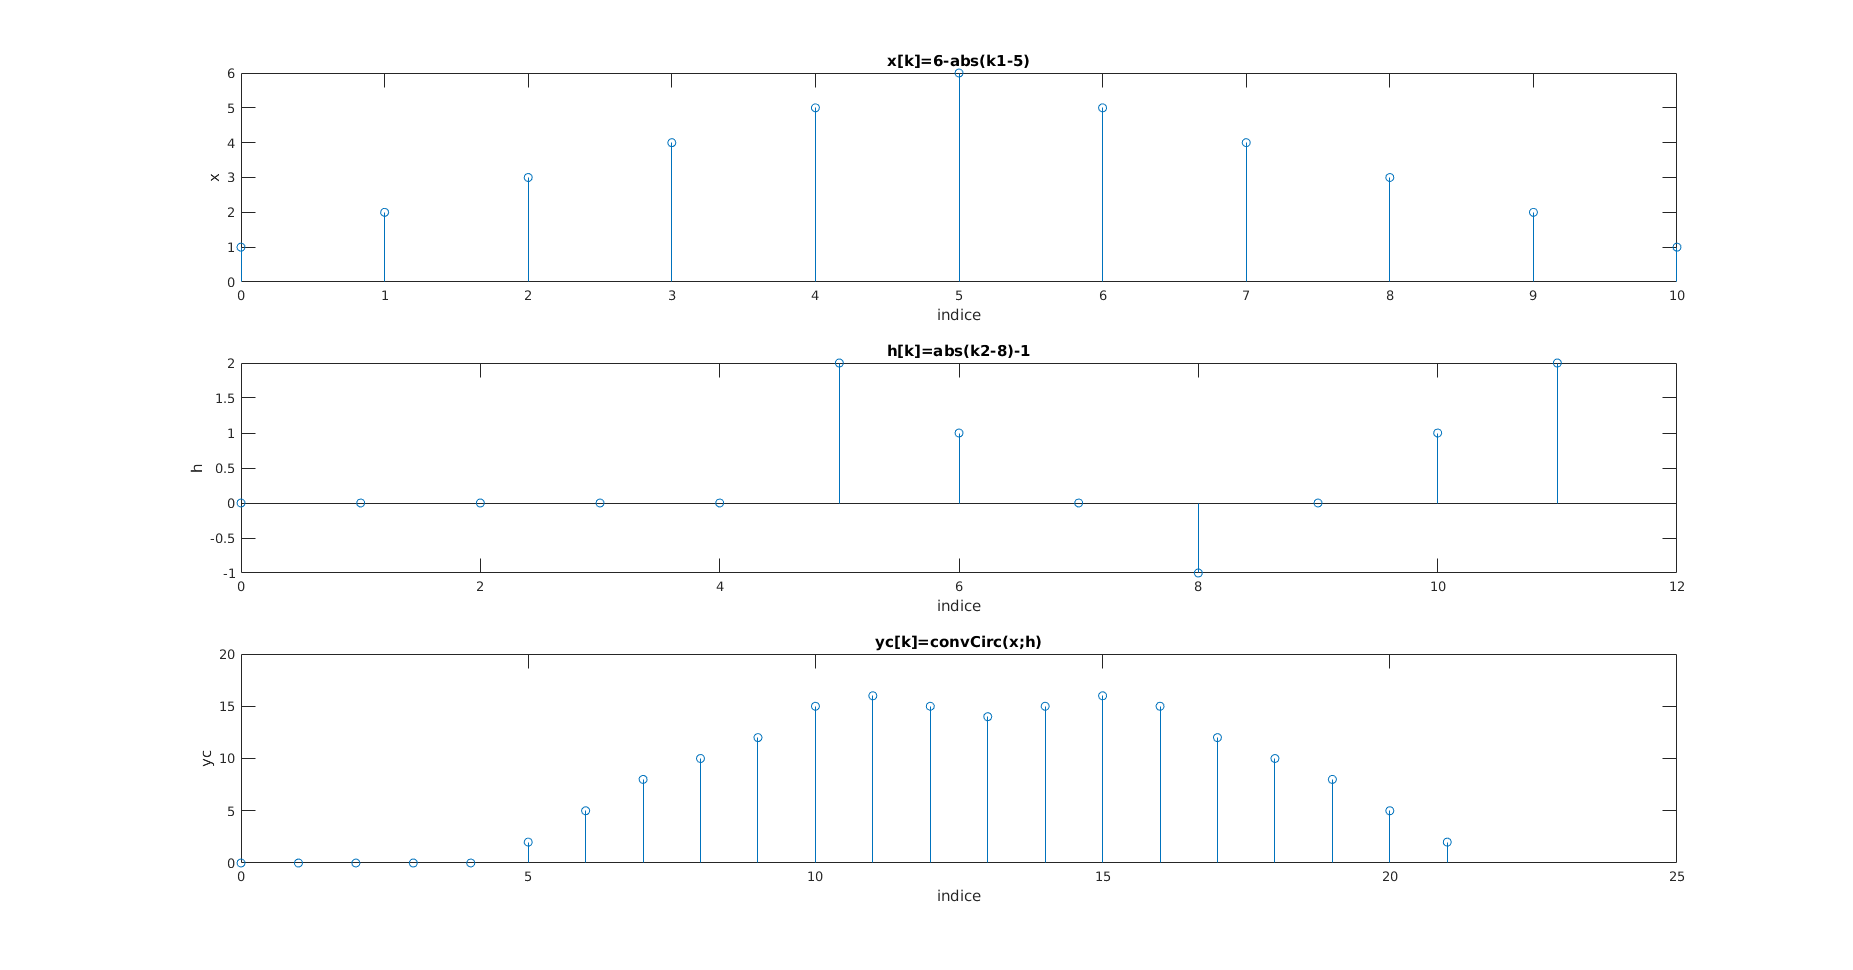 x[k]=6-abs(k1-5)
6
5
4
3
2
1
0
x
0 1 2 3 4 5 6 7 8 9 10
indice
h[k]=abs(k2-8)-1
2
1.5
1
0.5
0
-0.5
-1
h
0 2 4 6 8 10 12
indice
yc[k]=convCirc(x;h)
20
15
10
5
0
yc
0 5 10 15 20 25
indice